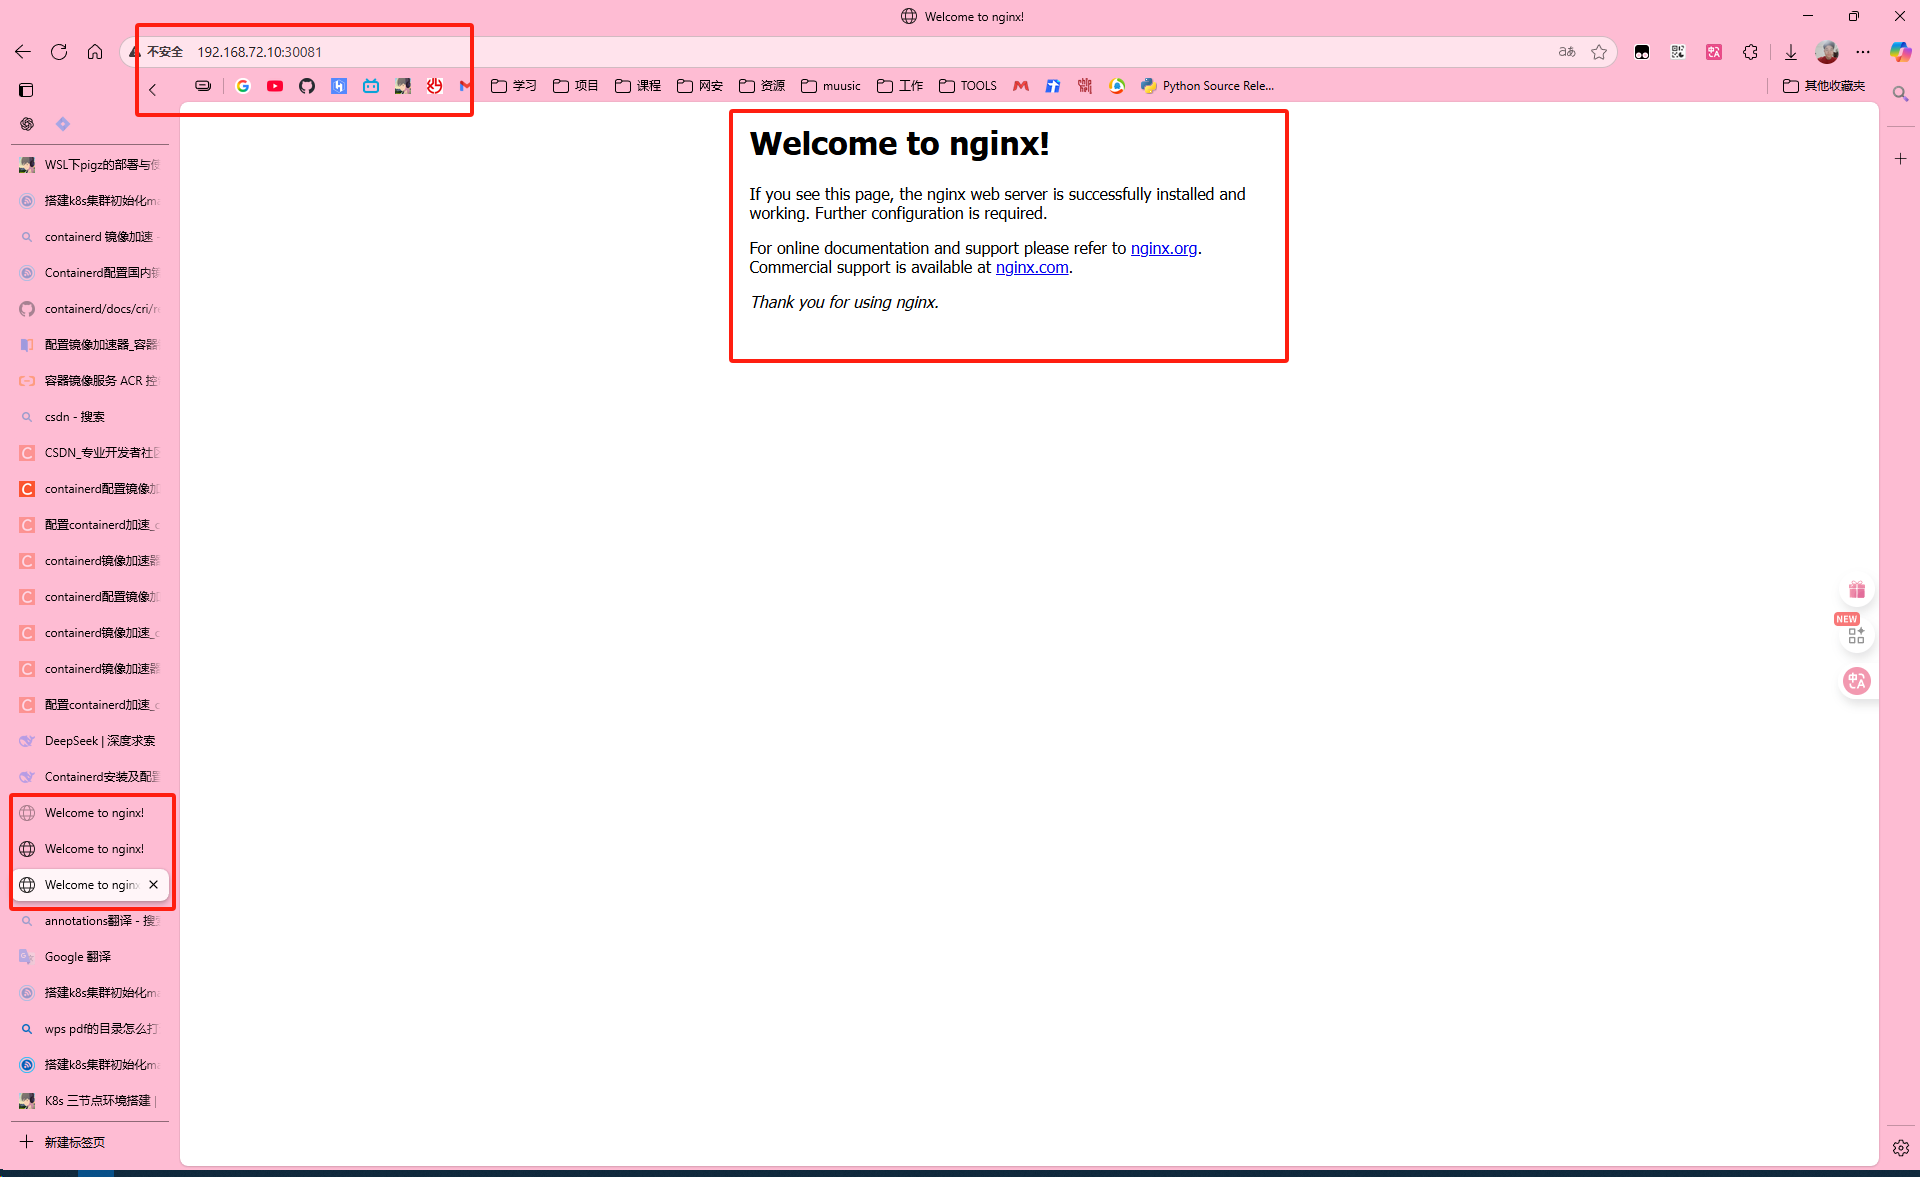 Welcome to nginx!
不安全 192.168.72.10:30081
学习 项目 课程 网安 资源 muusic 工作 TOOLS Python Source Rele... 其他收藏夹
WSL下pigz的部署与
搭建k8s集群初始化
containerd 镜像加速
Containerd配置国内
containerd/docs/cri/
配置镜像加速器_容器
容器镜像服务 ACR 控
csdn - 搜索
CSDN_专业开发者社区
containerd配置镜像加
配置containerd加速_
containerd镜像加速器
containerd配置镜像加
containerd镜像加速_
containerd镜像加速器
配置containerd加速_
DeepSeek | 深度求索
Containerd安装及配置
Welcome to nginx!
Welcome to nginx!
Welcome to nginx
annotations翻译 - 搜
Google 翻译
搭建k8s集群初始化
wps pdf的目录怎么打
搭建k8s集群初始化
K8s 三节点环境搭建 |
新建标签页
Welcome to nginx!
If you see this page, the nginx web server is successfully installed and
working. Further configuration is required.
For online documentation and support please refer to nginx.org.
Commercial support is available at nginx.com.
Thank you for using nginx.
NEW